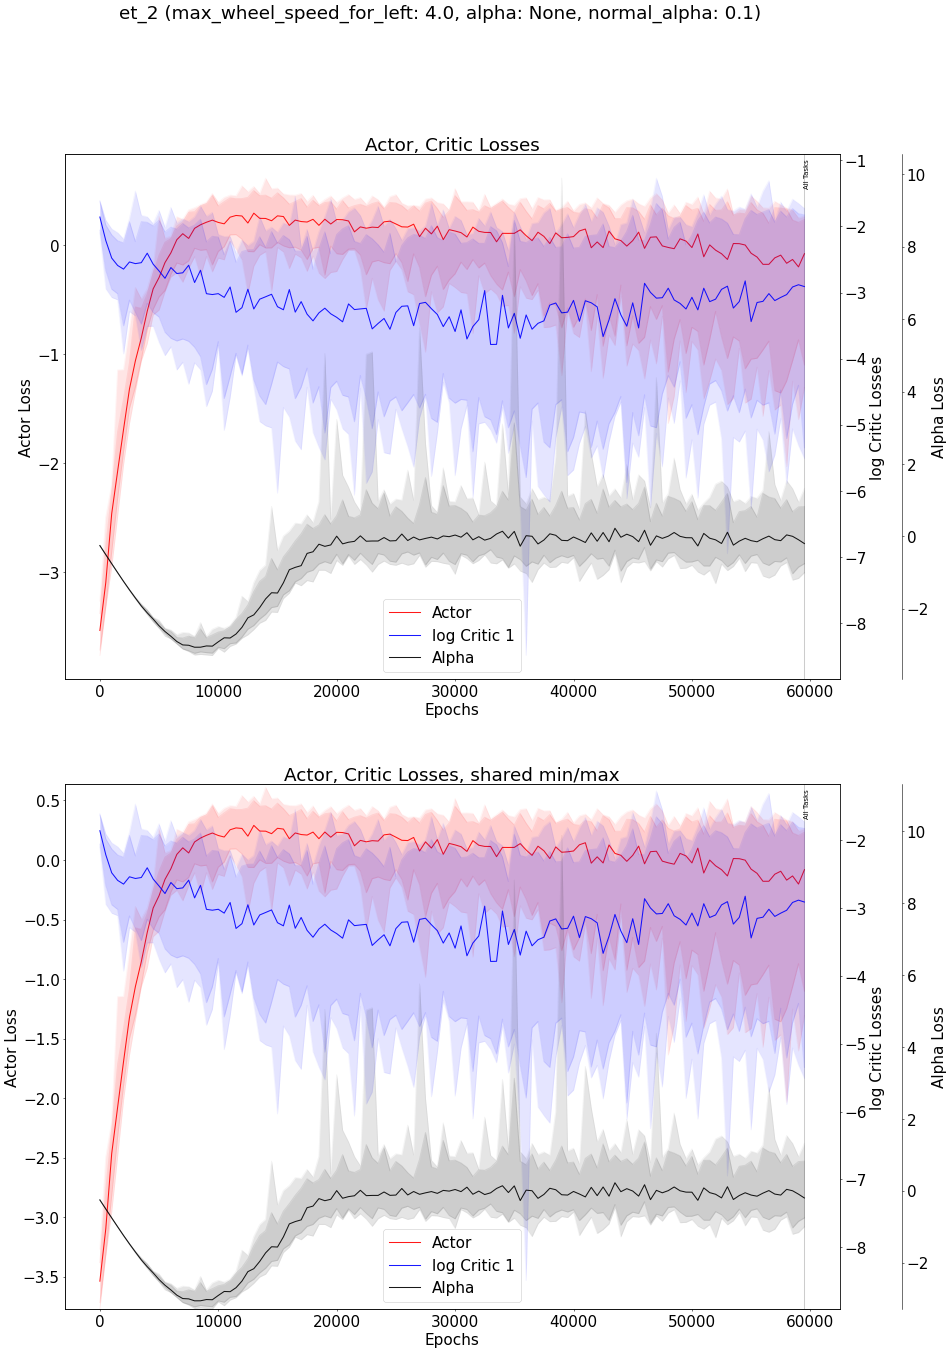 et_2 (max_wheel_speed_for_left: 4.0, alpha: None, normal_alpha: 0.1)
Actor, Critic Losses
All Tasks
0
−1
−2
−3
Actor Loss
−1
−2
−3
−4
−5
−6
−7
−8
log Critic Losses
10
8
6
4
2
0
−2
Alpha Loss
Actor
log Critic 1
Alpha
0 10000 20000 30000 40000 50000 60000
Epochs
Actor, Critic Losses, shared min/max
All Tasks
0.5
0.0
−0.5
−1.0
−1.5
−2.0
−2.5
−3.0
−3.5
Actor Loss
−2
−3
−4
−5
−6
−7
−8
log Critic Losses
10
8
6
4
2
0
−2
Alpha Loss
Actor
log Critic 1
Alpha
0 10000 20000 30000 40000 50000 60000
Epochs